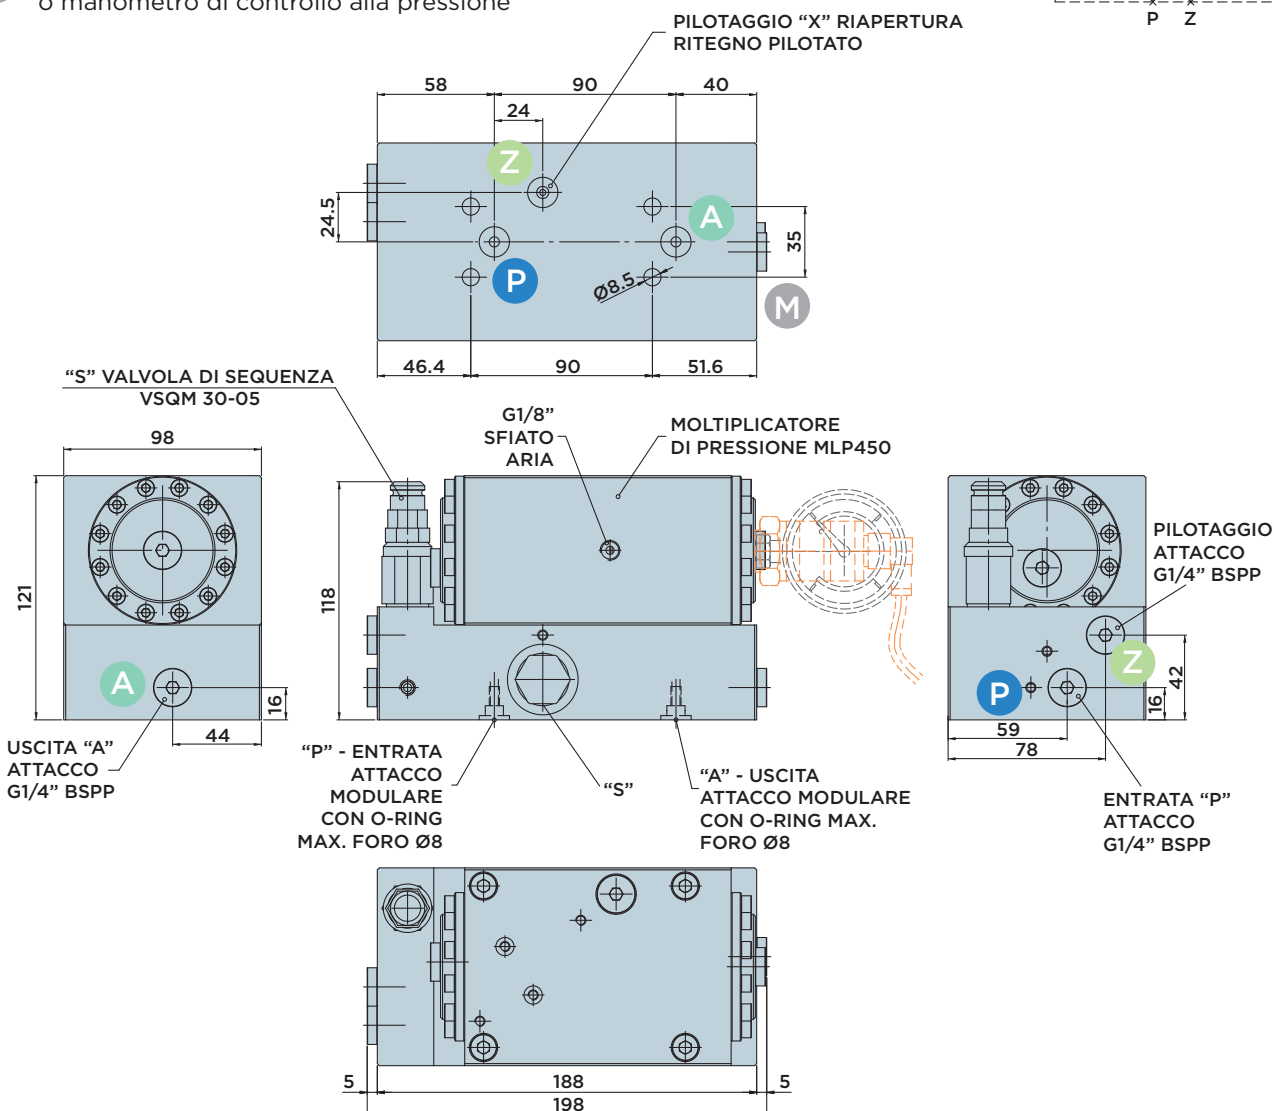 o manometro di controllo alla pressione
P Z
PILOTAGGIO “X” RIAPERTURA
RITEGNO PILOTATO
58 90 40
24
Z
24.5
A
35
P
Ø8.5
M
46.4 90 51.6
“S” VALVOLA DI SEQUENZA
VSQM 30-05
G1/8”
SFIATO
ARIA
MOLTIPLICATORE
DI PRESSIONE MLP450
98
121
118
PILOTAGGIO
ATTACCO
G1/4” BSPP
A
16
44
USCITA “A”
ATTACCO
G1/4” BSPP
“P” - ENTRATA
ATTACCO
MODULARE
CON O-RING
MAX. FORO Ø8
“S”
“A” - USCITA
ATTACCO MODULARE
CON O-RING MAX.
FORO Ø8
Z
P
42
16
59
78
ENTRATA “P”
ATTACCO
G1/4” BSPP
5 188 5
198